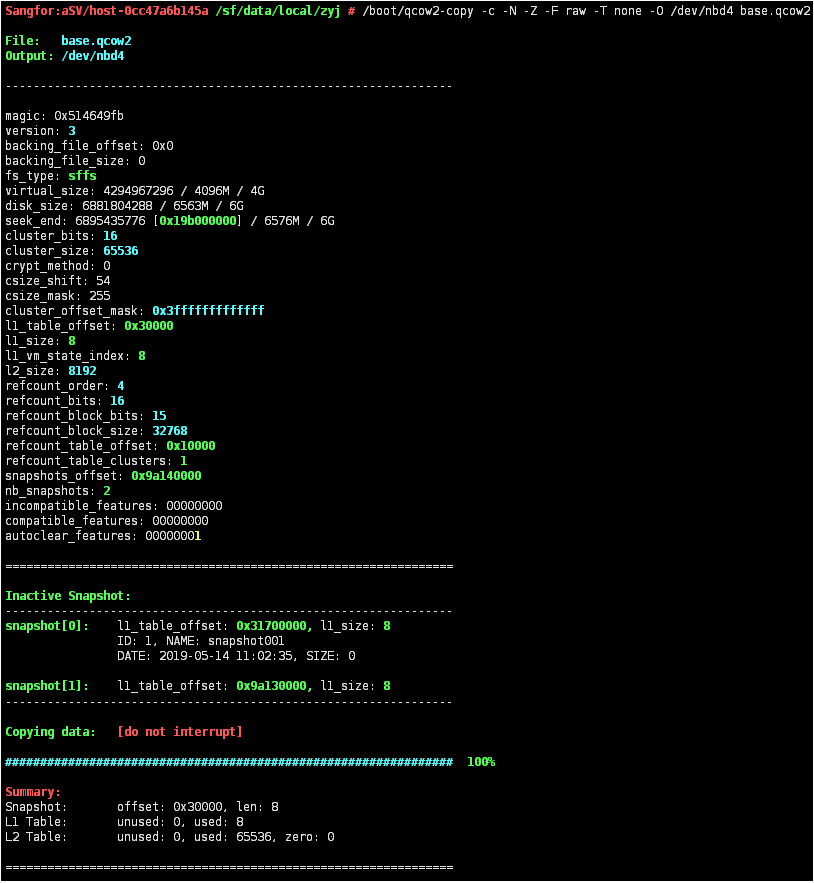 Sangfor:aSV/host-0cc47a6b145a /sf/data/local/zyj # /boot/qcow2-copy -c -N -Z -F raw -T none -O /dev/nbd4 base.qcow2
File: base.qcow2
Output: /dev/nbd4
----------------------------------------------------------------
magic: 0x514649fb
version: 3
backing_file_offset: 0x0
backing_file_size: 0
fs_type: sffs
virtual_size: 4294967296 / 4096M / 4G
disk_size: 6881804288 / 6563M / 6G
seek_end: 6895435776 [0x19b000000] / 6576M / 6G
cluster_bits: 16
cluster_size: 65536
crypt_method: 0
csize_shift: 54
csize_mask: 255
cluster_offset_mask: 0x3fffffffffffff
l1_table_offset: 0x30000
l1_size: 8
l1_vm_state_index: 8
l2_size: 8192
refcount_order: 4
refcount_bits: 16
refcount_block_bits: 15
refcount_block_size: 32768
refcount_table_offset: 0x10000
refcount_table_clusters: 1
snapshots_offset: 0x9a140000
nb_snapshots: 2
incompatible_features: 00000000
compatible_features: 00000000
autoclear_features: 00000001
================================================================
Inactive Snapshot:
----------------------------------------------------------------
snapshot[0]: l1_table_offset: 0x31700000, l1_size: 8
ID: 1, NAME: snapshot001
DATE: 2019-05-14 11:02:35, SIZE: 0
snapshot[1]: l1_table_offset: 0x9a130000, l1_size: 8
----------------------------------------------------------------
Copying data: [do not interrupt]
################################################################ 100%
Summary:
Snapshot: offset: 0x30000, len: 8
L1 Table: unused: 0, used: 8
L2 Table: unused: 0, used: 65536, zero: 0
================================================================